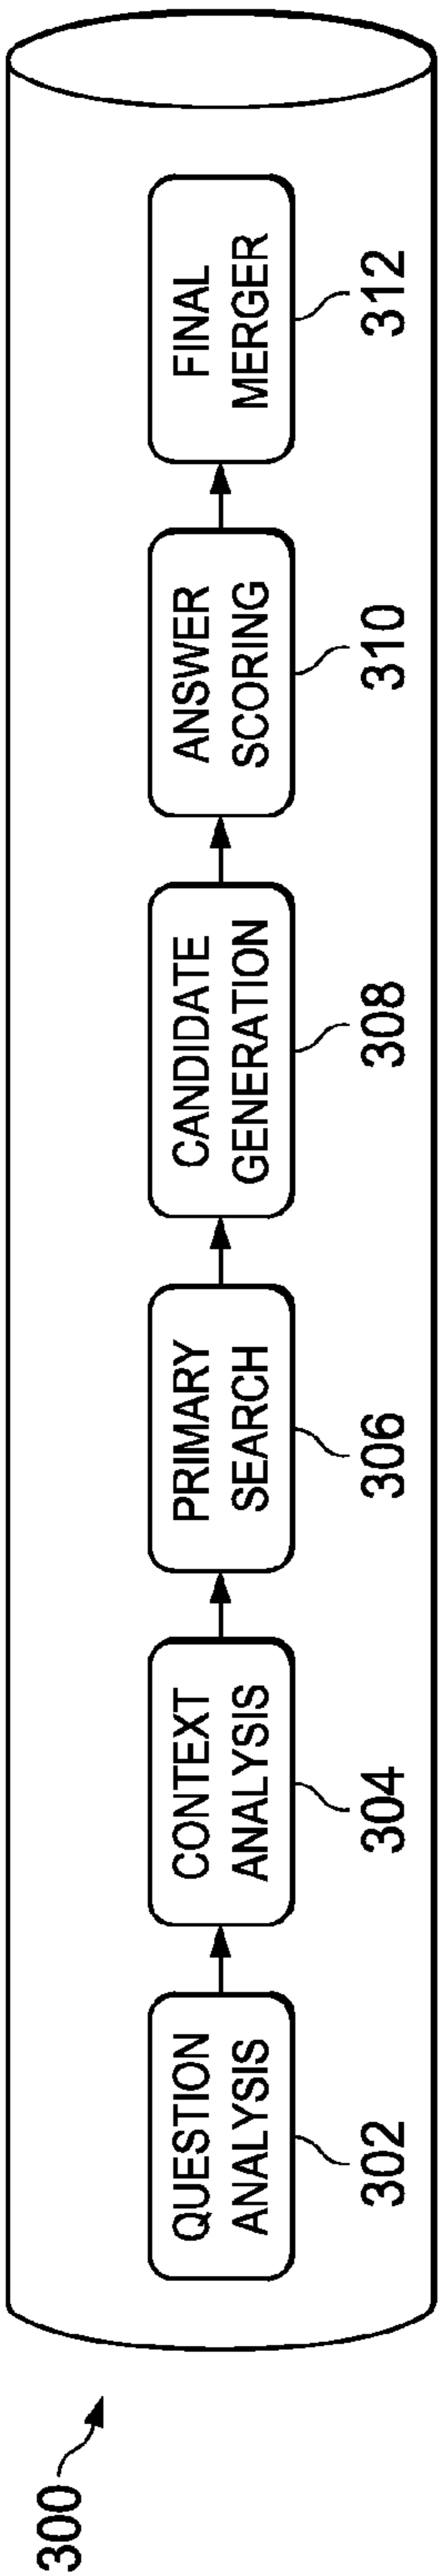 300
QUESTION
ANALYSIS
302
CONTEXT
ANALYSIS
304
PRIMARY
SEARCH
306
CANDIDATE
GENERATION
308
ANSWER
SCORING
310
FINAL
MERGER
312